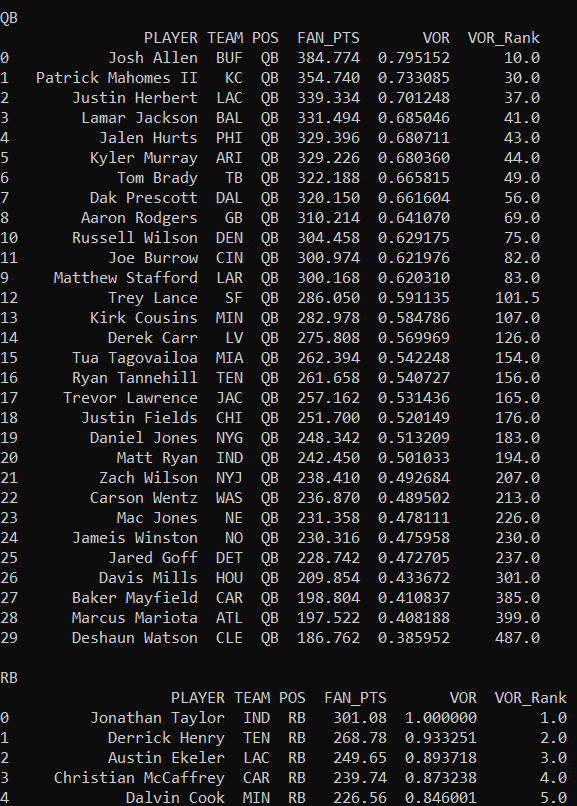 QB
PLAYER TEAM POS FAN_PTS VOR VOR_Rank
0 Josh Allen BUF QB 384.774 0.795152 10.0
1 Patrick Mahomes II KC QB 354.740 0.733085 30.0
2 Justin Herbert LAC QB 339.334 0.701248 37.0
3 Lamar Jackson BAL QB 331.494 0.685046 41.0
4 Jalen Hurts PHI QB 329.396 0.680711 43.0
5 Kyler Murray ARI QB 329.226 0.680360 44.0
6 Tom Brady TB QB 322.188 0.665815 49.0
7 Dak Prescott DAL QB 320.150 0.661604 56.0
8 Aaron Rodgers GB QB 310.214 0.641070 69.0
10 Russell Wilson DEN QB 304.458 0.629175 75.0
11 Joe Burrow CIN QB 300.974 0.621976 82.0
9 Matthew Stafford LAR QB 300.168 0.620310 83.0
12 Trey Lance SF QB 286.050 0.591135 101.5
13 Kirk Cousins MIN QB 282.978 0.584786 107.0
14 Derek Carr LV QB 275.808 0.569969 126.0
15 Tua Tagovailoa MIA QB 262.394 0.542248 154.0
16 Ryan Tannehill TEN QB 261.658 0.540727 156.0
17 Trevor Lawrence JAC QB 257.162 0.531436 165.0
18 Justin Fields CHI QB 251.700 0.520149 176.0
19 Daniel Jones NYG QB 248.342 0.513209 183.0
20 Matt Ryan IND QB 242.450 0.501033 194.0
21 Zach Wilson NYJ QB 238.410 0.492684 207.0
22 Carson Wentz WAS QB 236.870 0.489502 213.0
23 Mac Jones NE QB 231.358 0.478111 226.0
24 Jameis Winston NO QB 230.316 0.475958 230.0
25 Jared Goff DET QB 228.742 0.472705 237.0
26 Davis Mills HOU QB 209.854 0.433672 301.0
27 Baker Mayfield CAR QB 198.804 0.410837 385.0
28 Marcus Mariota ATL QB 197.522 0.408188 399.0
29 Deshaun Watson CLE QB 186.762 0.385952 487.0
RB
PLAYER TEAM POS FAN_PTS VOR VOR_Rank
0 Jonathan Taylor IND RB 301.08 1.000000 1.0
1 Derrick Henry TEN RB 268.78 0.933251 2.0
2 Austin Ekeler LAC RB 249.65 0.893718 3.0
3 Christian McCaffrey CAR RB 239.74 0.873238 4.0
4 Dalvin Cook MIN RB 226.56 0.846001 5.0